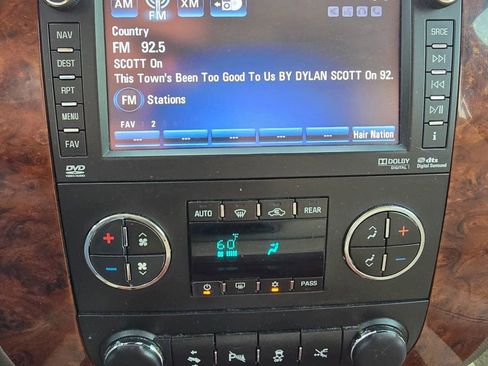 AM
FM
XM
NAV
DEST
RPT
MENU
FAV
SRCE
i
Country
FM 92.5
SCOTT On
This Town's Been Too Good To Us BY DYLAN SCOTT On 92.
FM Stations
FAV 2
--- --- --- --- --- Hair Nation
DVD
DOLBY
DIGITAL
dts
Digital Surround
AUTO
REAR
60°F
PASS